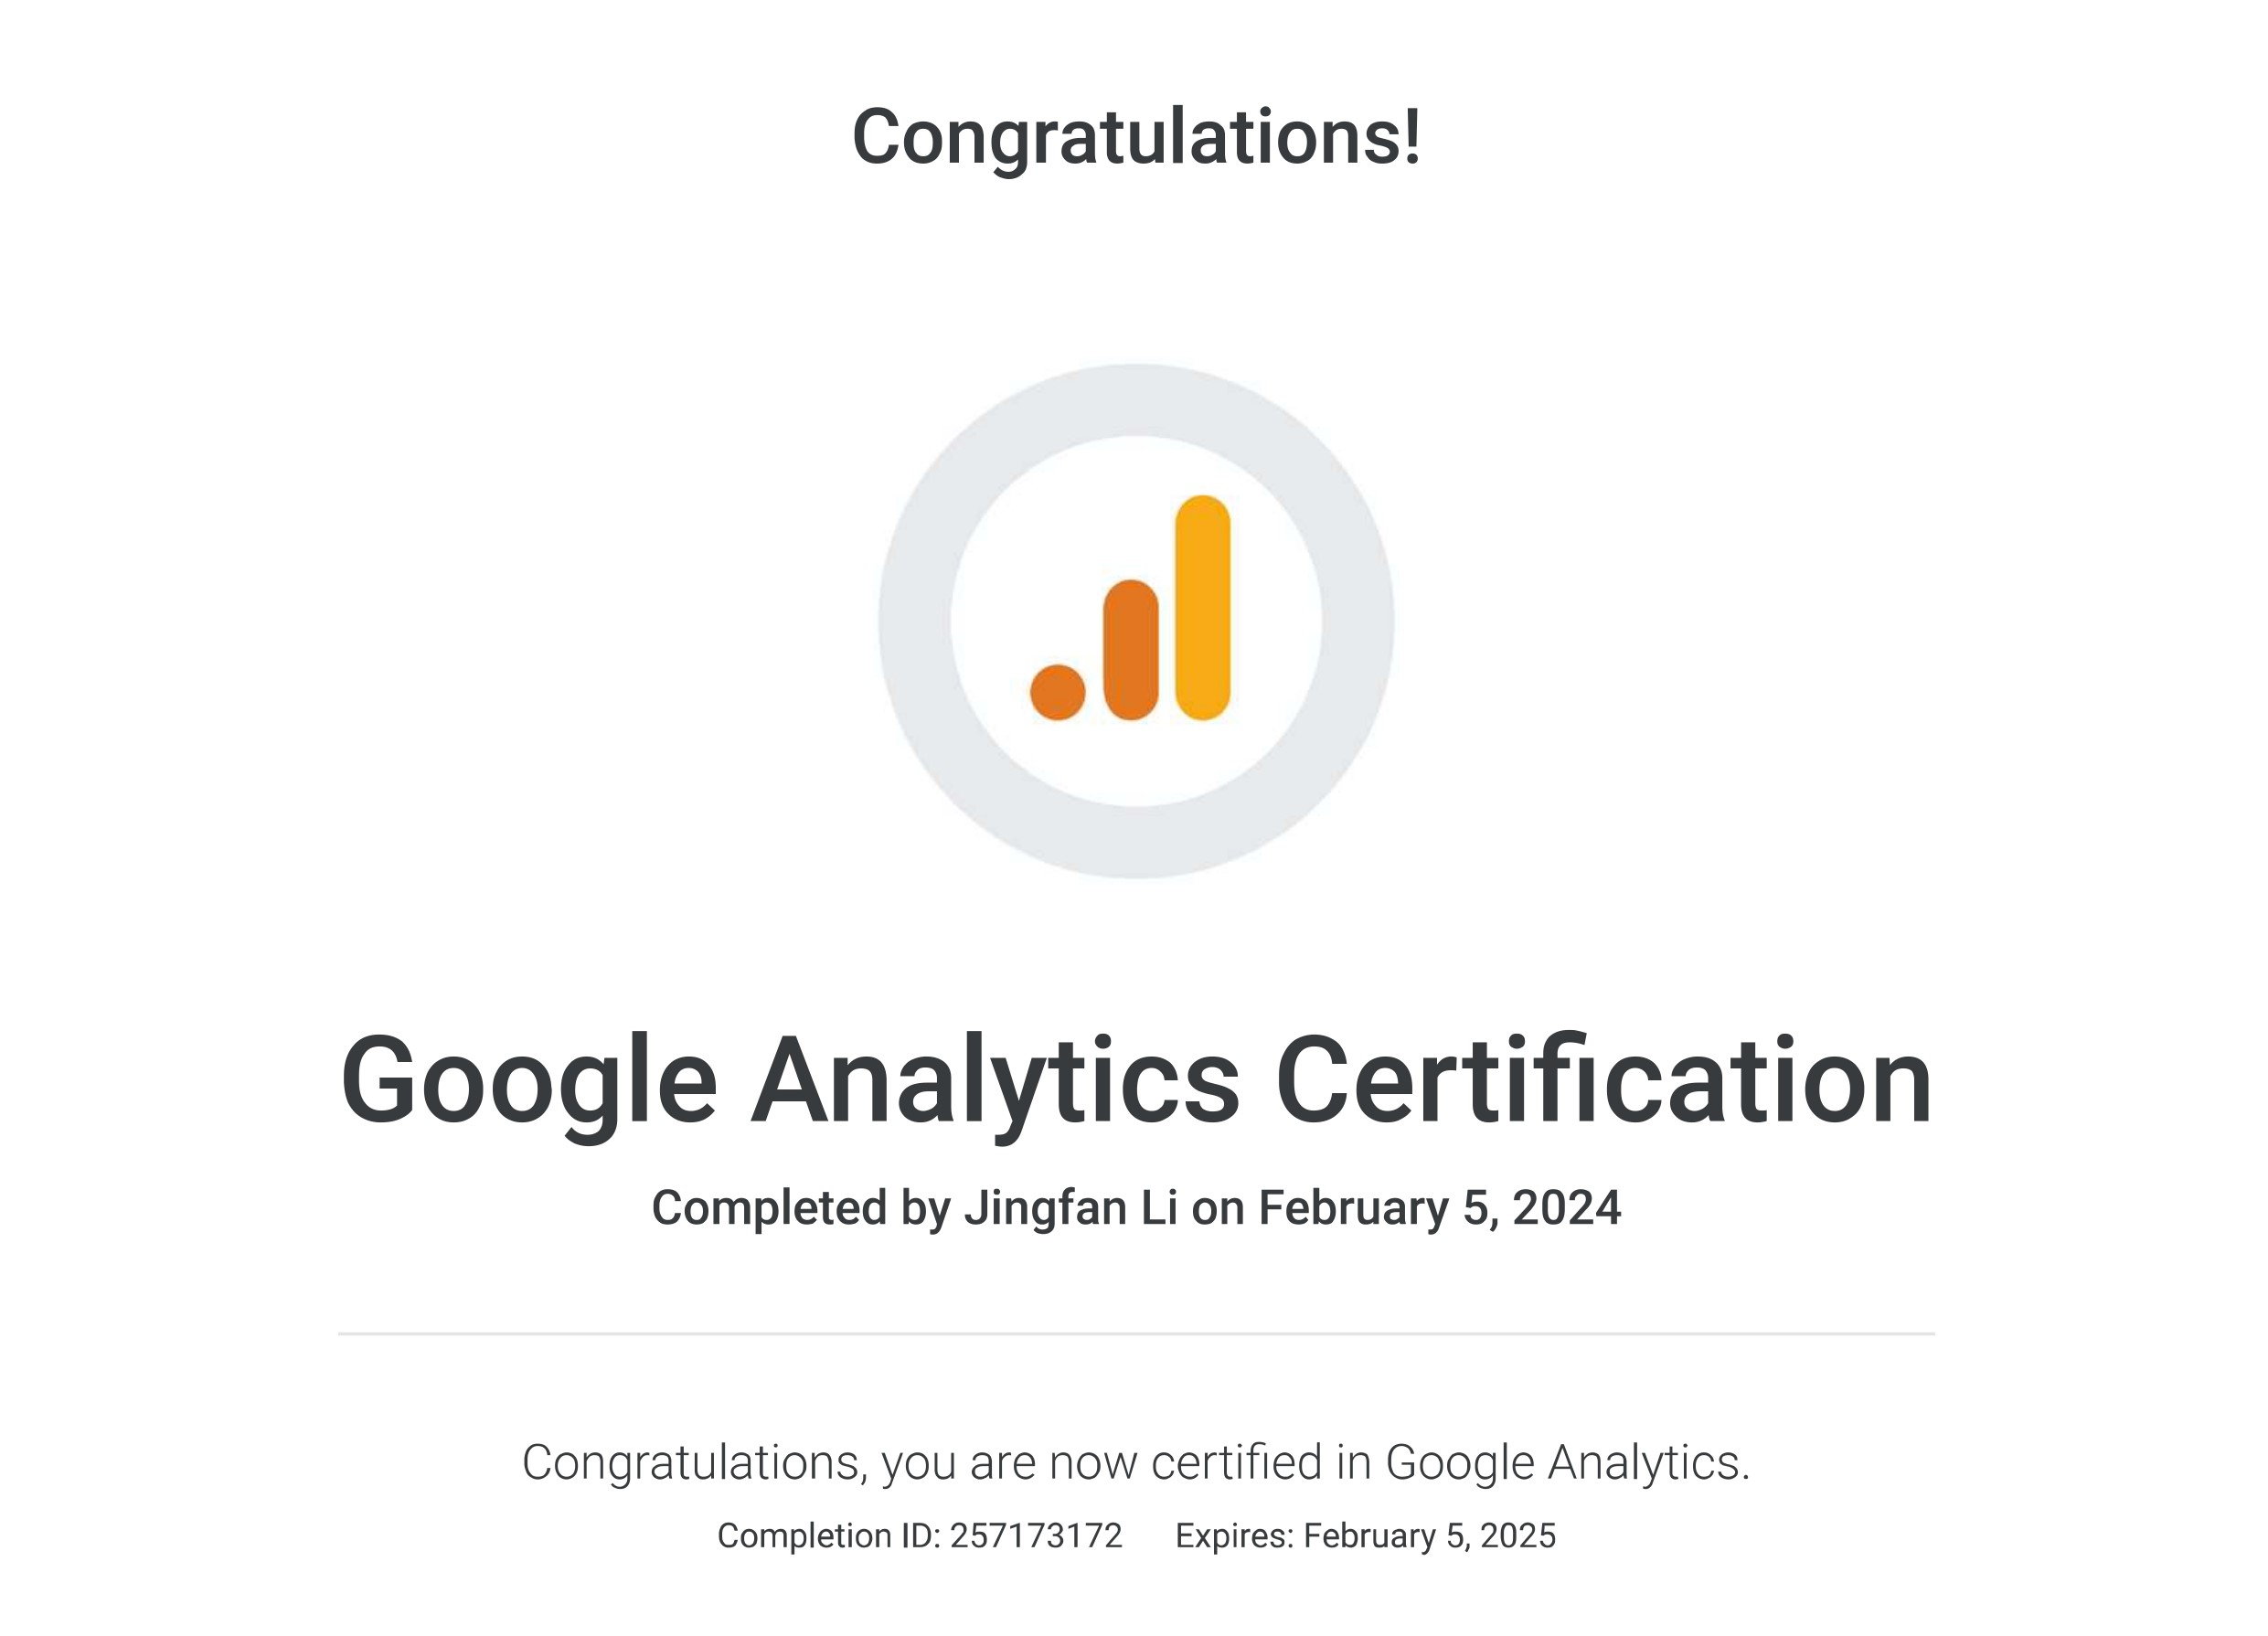 Congratulations!
Google Analytics Certification
Completed by Jingfan Li on February 5, 2024
Congratulations, you are now certified in Google Analytics.
Completion ID: 257173172 Expires: February 5, 2025